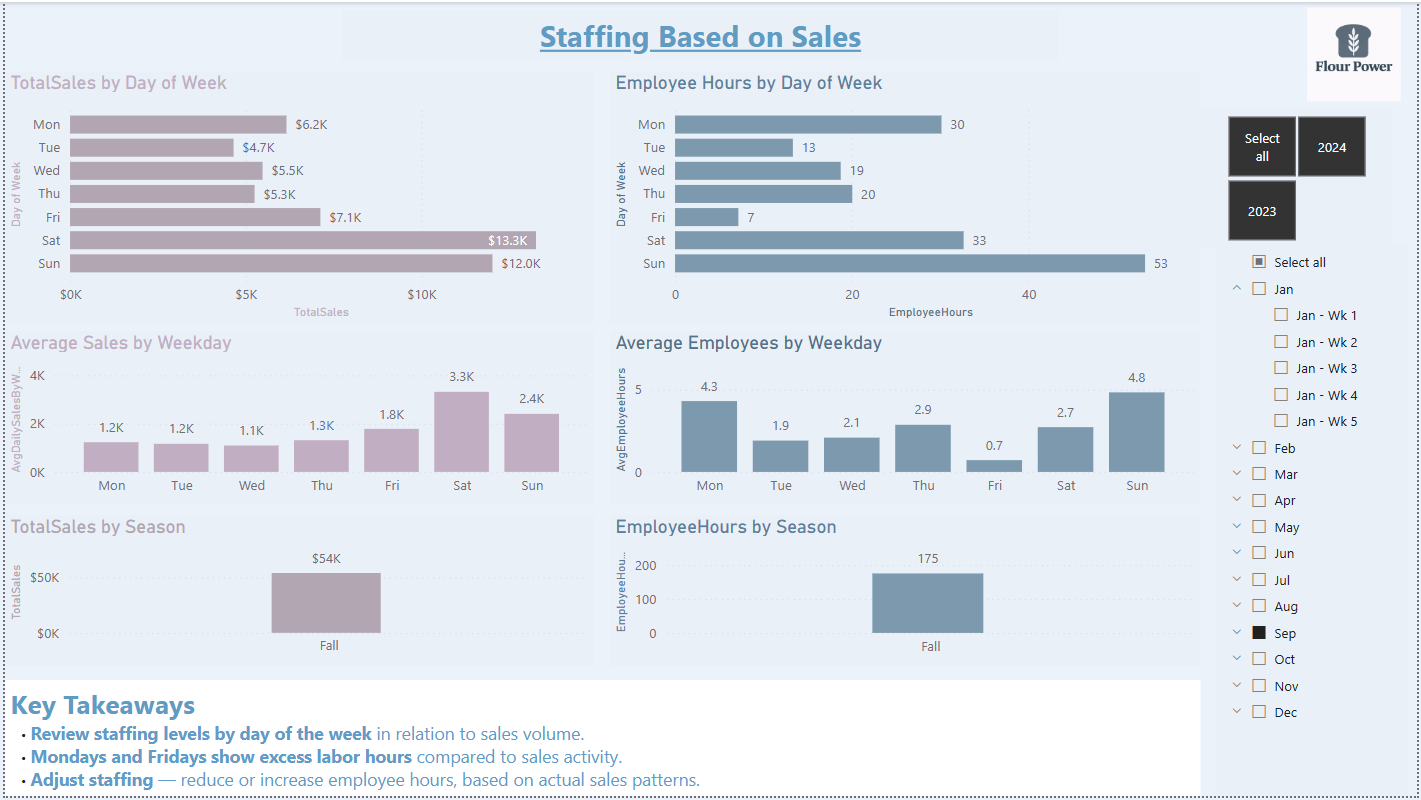 Staffing Based on Sales
Flour Power
TotalSales by Day of Week
Day of Week
Mon $6.2K
Tue $4.7K
Wed $5.5K
Thu $5.3K
Fri $7.1K
Sat $13.3K
Sun $12.0K
$0K $5K $10K
TotalSales
Employee Hours by Day of Week
Day of Week
Mon 30
Tue 13
Wed 19
Thu 20
Fri 7
Sat 33
Sun 53
0 20 40
EmployeeHours
Average Sales by Weekday
AvgDailySalesByW...
4K
2K
0K
1.2K 1.2K 1.1K 1.3K 1.8K 3.3K 2.4K
Mon Tue Wed Thu Fri Sat Sun
Average Employees by Weekday
AvgEmployeeHours
5
0
4.3 1.9 2.1 2.9 0.7 2.7 4.8
Mon Tue Wed Thu Fri Sat Sun
TotalSales by Season
TotalSales
$50K
$0K
$54K
Fall
EmployeeHours by Season
EmployeeHou...
200
100
0
175
Fall
Select all
2024
2023
Select all
Jan
Jan - Wk 1
Jan - Wk 2
Jan - Wk 3
Jan - Wk 4
Jan - Wk 5
Feb
Mar
Apr
May
Jun
Jul
Aug
Sep
Oct
Nov
Dec
Key Takeaways
• Review staffing levels by day of the week in relation to sales volume.
• Mondays and Fridays show excess labor hours compared to sales activity.
• Adjust staffing — reduce or increase employee hours, based on actual sales patterns.